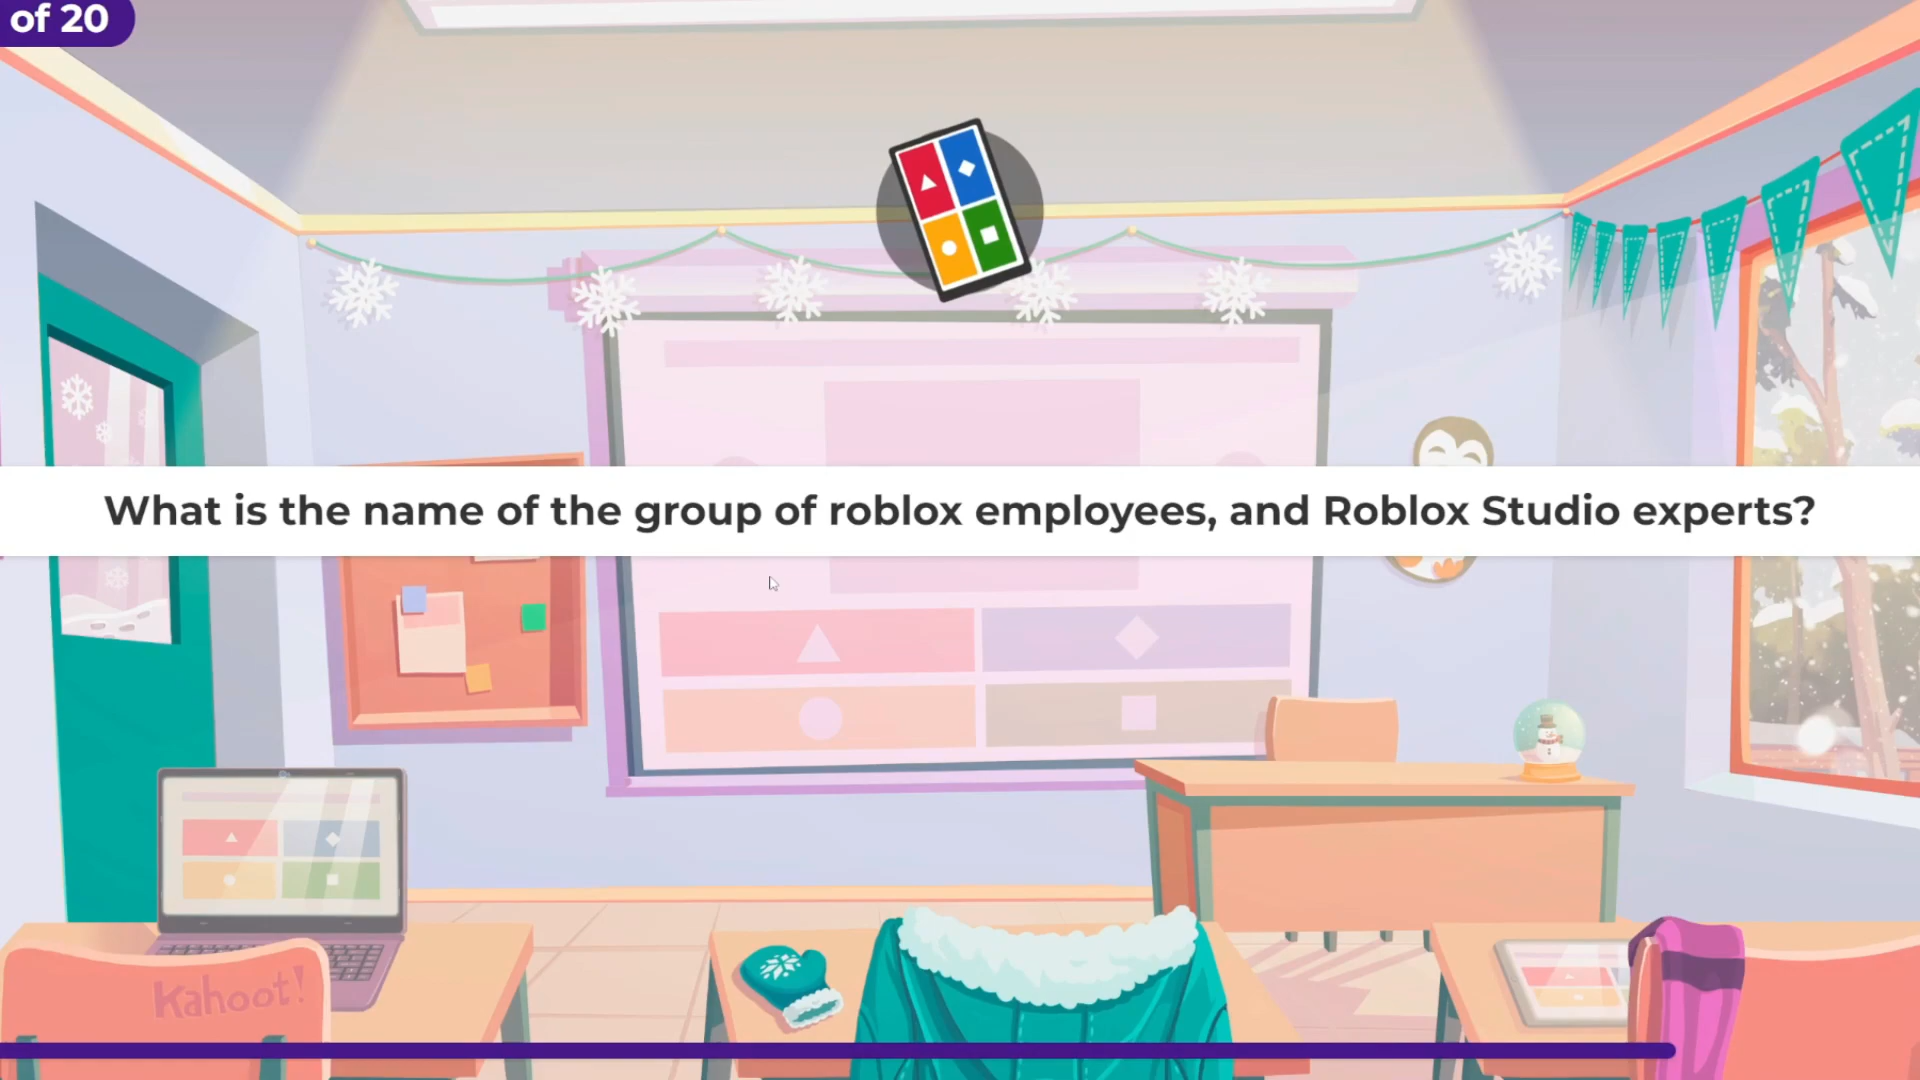 of 20
What is the name of the group of roblox employees, and Roblox Studio experts?
Kahoot!